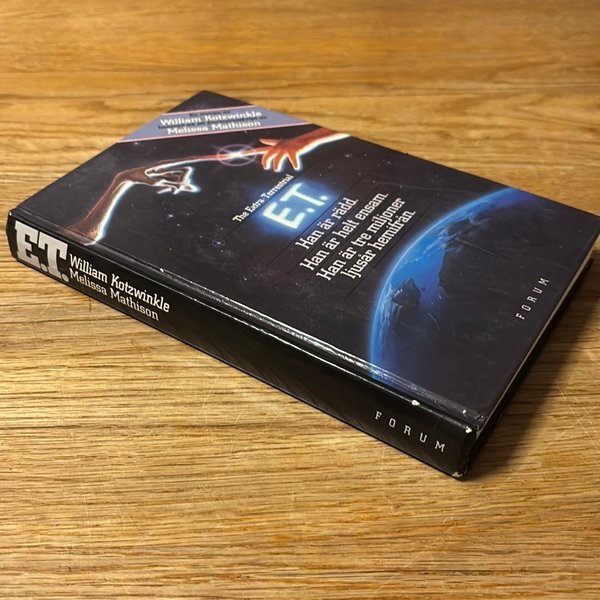 William Kotzwinkle
Melissa Mathison
The Extra-Terrestrial
E.T.
Han är rädd.
Han är helt ensam.
Han är tre miljoner
ljusår hemifrån.
FORUM
E.T.
William Kotzwinkle
Melissa Mathison
FORUM